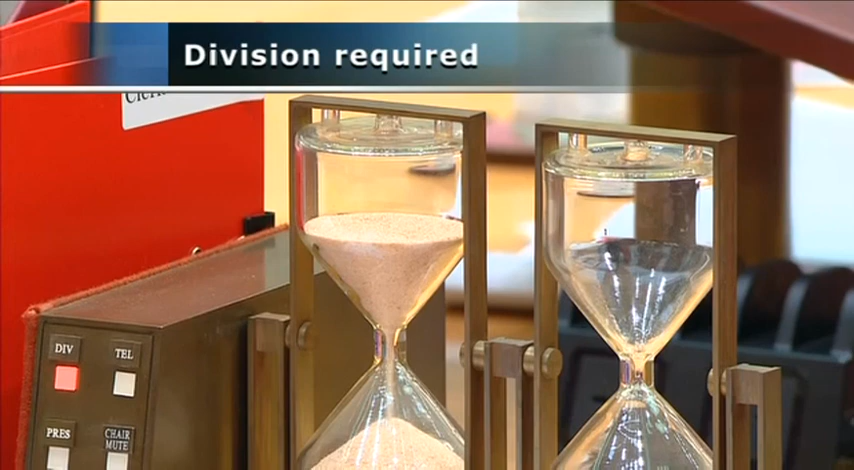 Division required
DIV
TEL
PRES
CHAIR
MUTE